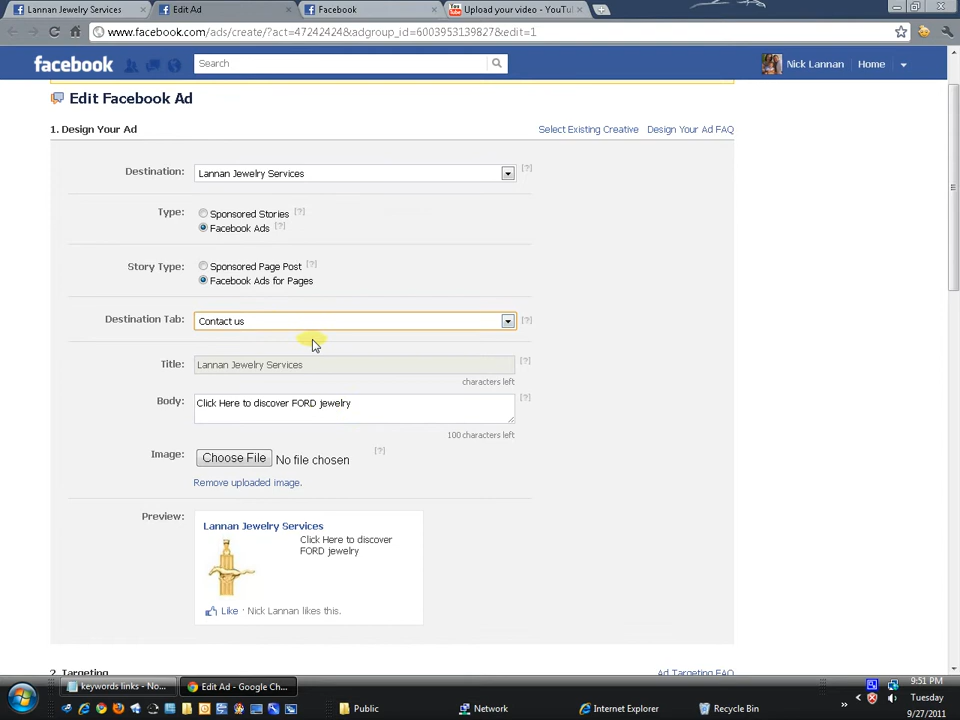 Lannan Jewelry Services
Edit Ad
Facebook
Upload your video - YouTu
www.facebook.com/ads/create/?act=47242424&adgroup_id=6003953139827&edit=1
facebook
Search
Nick Lannan
Home
Edit Facebook Ad
1. Design Your Ad
Select Existing Creative
Design Your Ad FAQ
Destination:
Lannan Jewelry Services
[?]
Type:
Sponsored Stories
[?]
Facebook Ads
[?]
Story Type:
Sponsored Page Post
[?]
Facebook Ads for Pages
Destination Tab:
Contact us
[?]
Title:
Lannan Jewelry Services
[?]
characters left
Body:
Click Here to discover FORD jewelry
[?]
100 characters left
Image:
Choose File No file chosen
[?]
Remove uploaded image.
Preview:
Lannan Jewelry Services
Click Here to discover
FORD jewelry
Like · Nick Lannan likes this.
2. Targeting
Ad Targeting FAQ
keywords links - No...
Edit Ad - Google Ch...
9:51 PM
Tuesday
9/27/2011
Public
Network
Internet Explorer
Recycle Bin